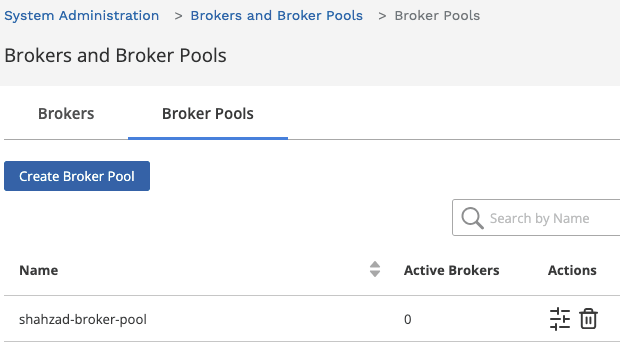 System Administration > Brokers and Broker Pools > Broker Pools
Brokers and Broker Pools
Brokers Broker Pools
Create Broker Pool
Search by Name
Name Active Brokers Actions
shahzad-broker-pool 0